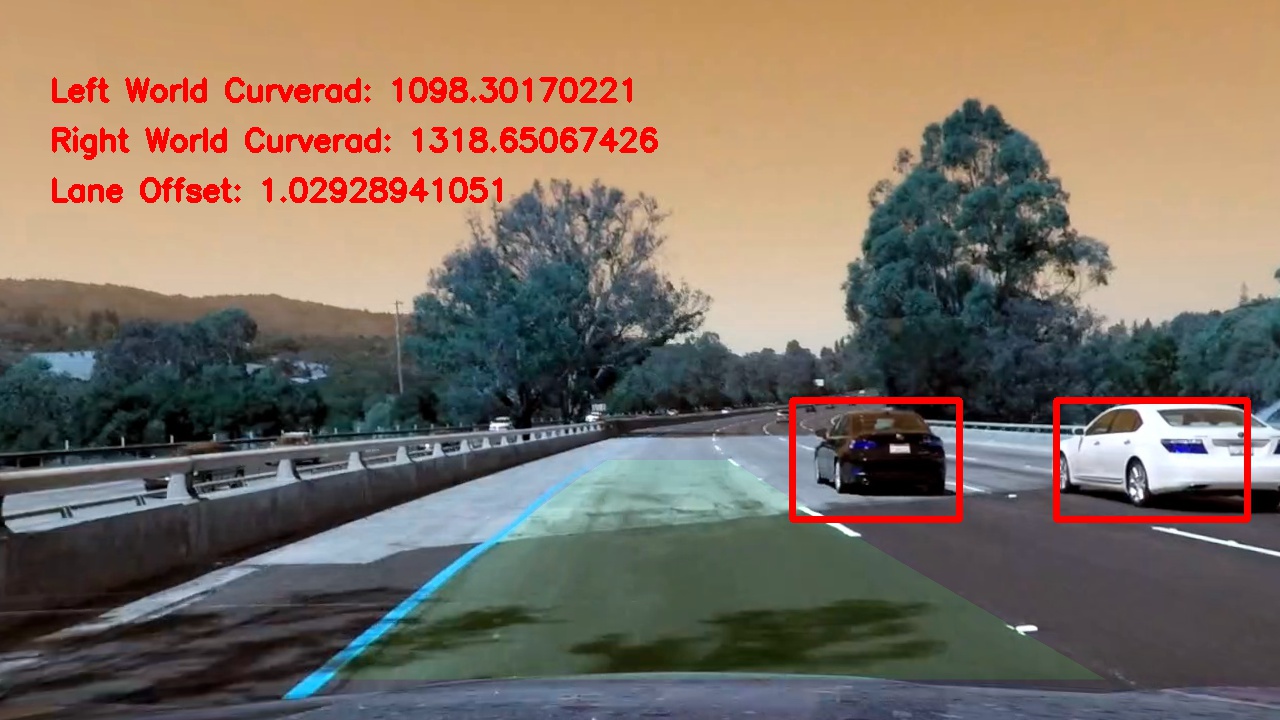 Left World Curverad: 1098.30170221
Right World Curverad: 1318.65067426
Lane Offset: 1.02928941051